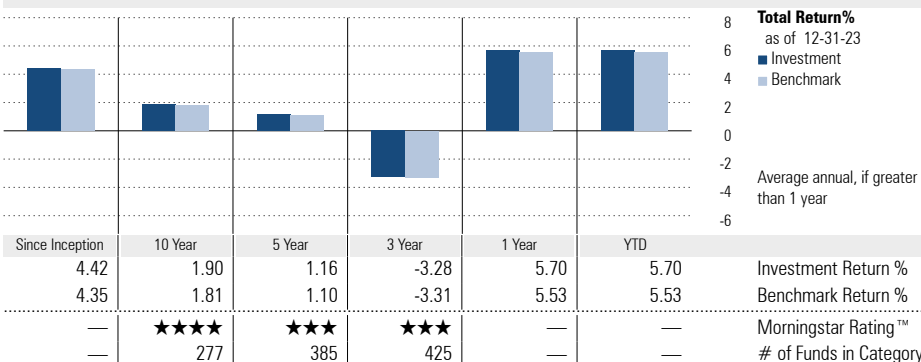 8
6
4
2
0
-2
-4
-6
Total Return%
as of 12-31-23
Investment
Benchmark
Average annual, if greater
than 1 year
Since Inception 10 Year 5 Year 3 Year 1 Year YTD
4.42 1.90 1.16 -3.28 5.70 5.70 Investment Return %
4.35 1.81 1.10 -3.31 5.53 5.53 Benchmark Return %
— ★★★★ ★★★ ★★★ — — Morningstar Rating™
— 277 385 425 — — # of Funds in Category